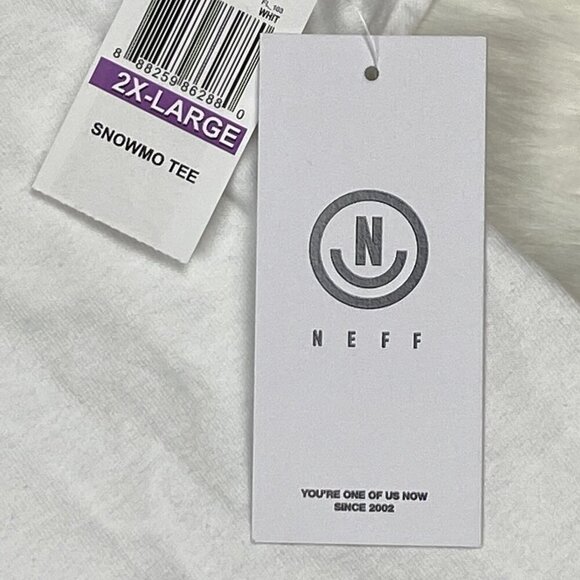 WHIT
8 88259 86288 0
2X-LARGE
SNOWMO TEE
N
NEFF
YOU'RE ONE OF US NOW
SINCE 2002